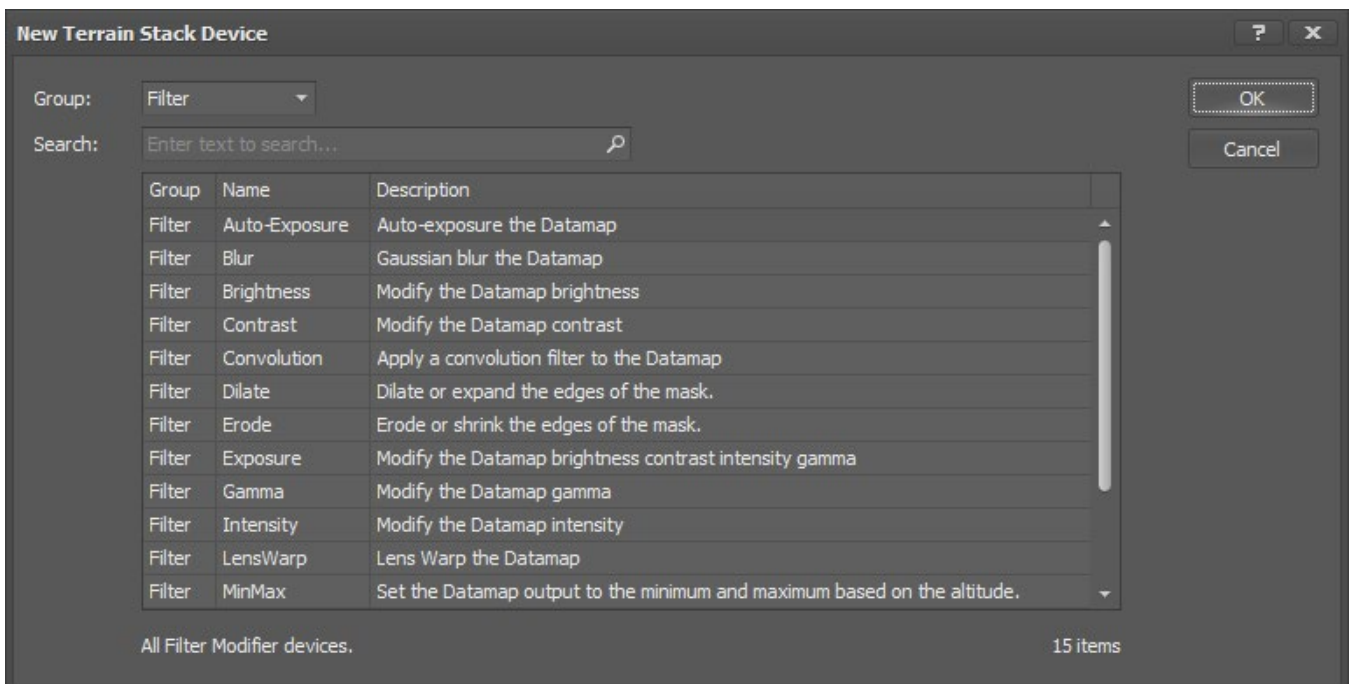 New Terrain Stack Device ? X
Group: Filter OK
Search: Enter text to search... Cancel
Group Name Description
Filter Auto-Exposure Auto-exposure the Datamap
Filter Blur Gaussian blur the Datamap
Filter Brightness Modify the Datamap brightness
Filter Contrast Modify the Datamap contrast
Filter Convolution Apply a convolution filter to the Datamap
Filter Dilate Dilate or expand the edges of the mask.
Filter Erode Erode or shrink the edges of the mask.
Filter Exposure Modify the Datamap brightness contrast intensity gamma
Filter Gamma Modify the Datamap gamma
Filter Intensity Modify the Datamap intensity
Filter LensWarp Lens Warp the Datamap
Filter MinMax Set the Datamap output to the minimum and maximum based on the altitude.
All Filter Modifier devices. 15 items